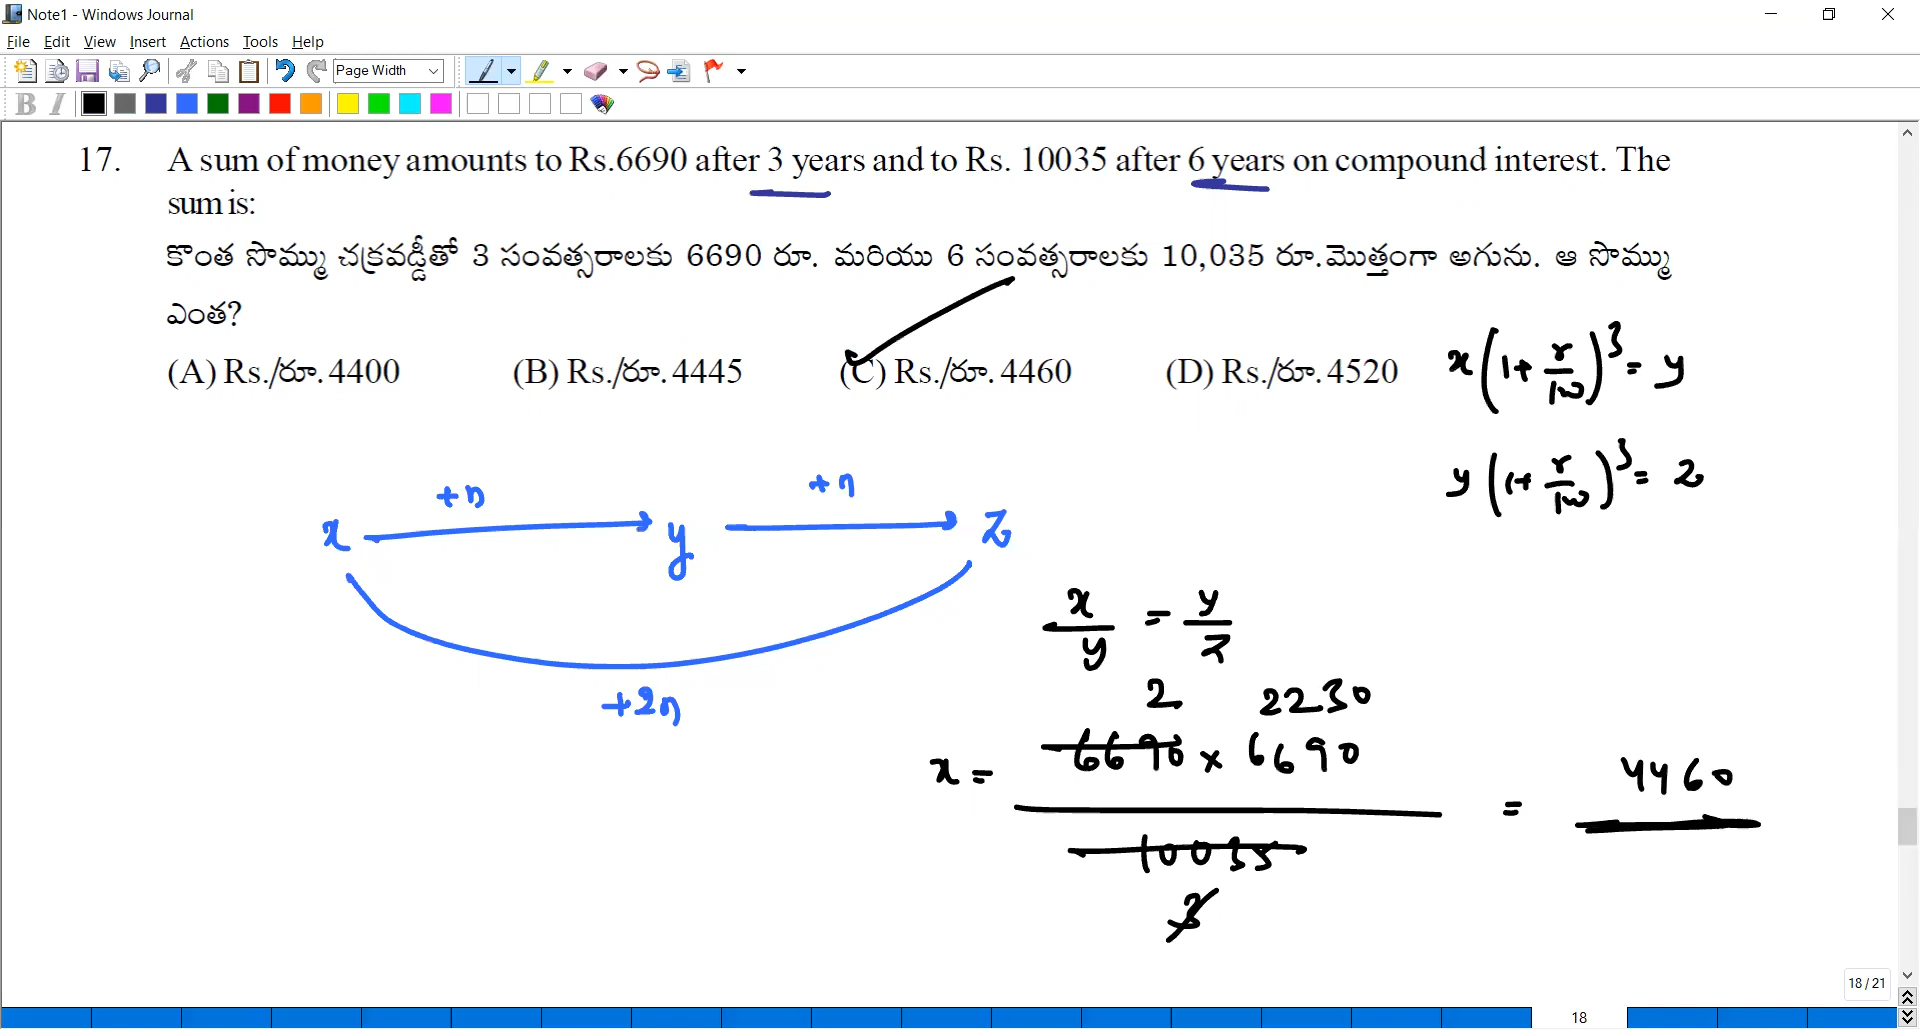 Note1 - Windows Journal
File Edit View Insert Actions Tools Help
Page Width
B I
17. A sum of money amounts to Rs.6690 after 3 years and to Rs. 10035 after 6 years on compound interest. The
sum is:
కొంత సొమ్ము చక్రవడ్డీతో 3 సంవత్సరాలకు 6690 రూ. మరియు 6 సంవత్సరాలకు 10,035 రూ.మొత్తంగా అగును. ఆ సొమ్ము
ఎంత?
(A) Rs./రూ. 4400 (B) Rs./రూ. 4445 (C) Rs./రూ. 4460 (D) Rs./రూ. 4520
x(1+r/100)³ = y
y(1+r/100)³ = z
+n +n
x y z
+2n
x/y = y/z
2 2230
x = 6690 × 6690
= 4460
10035
3
18 / 21
18